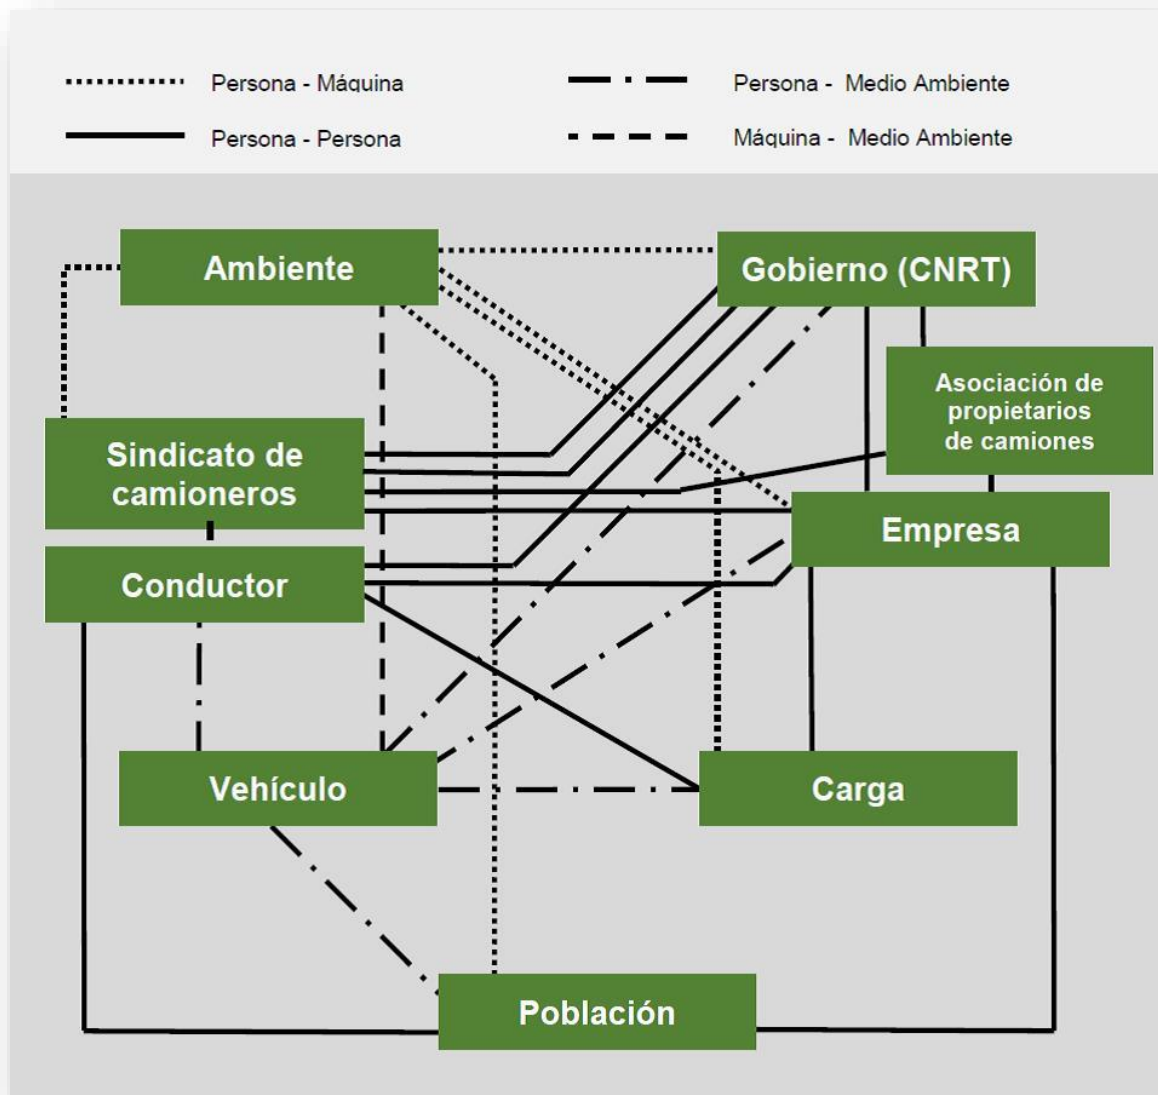 Persona - Máquina
Persona - Medio Ambiente
Persona - Persona
Máquina - Medio Ambiente
Ambiente
Gobierno (CNRT)
Asociación de
propietarios
de camiones
Sindicato de
camioneros
Empresa
Conductor
Vehículo
Carga
Población